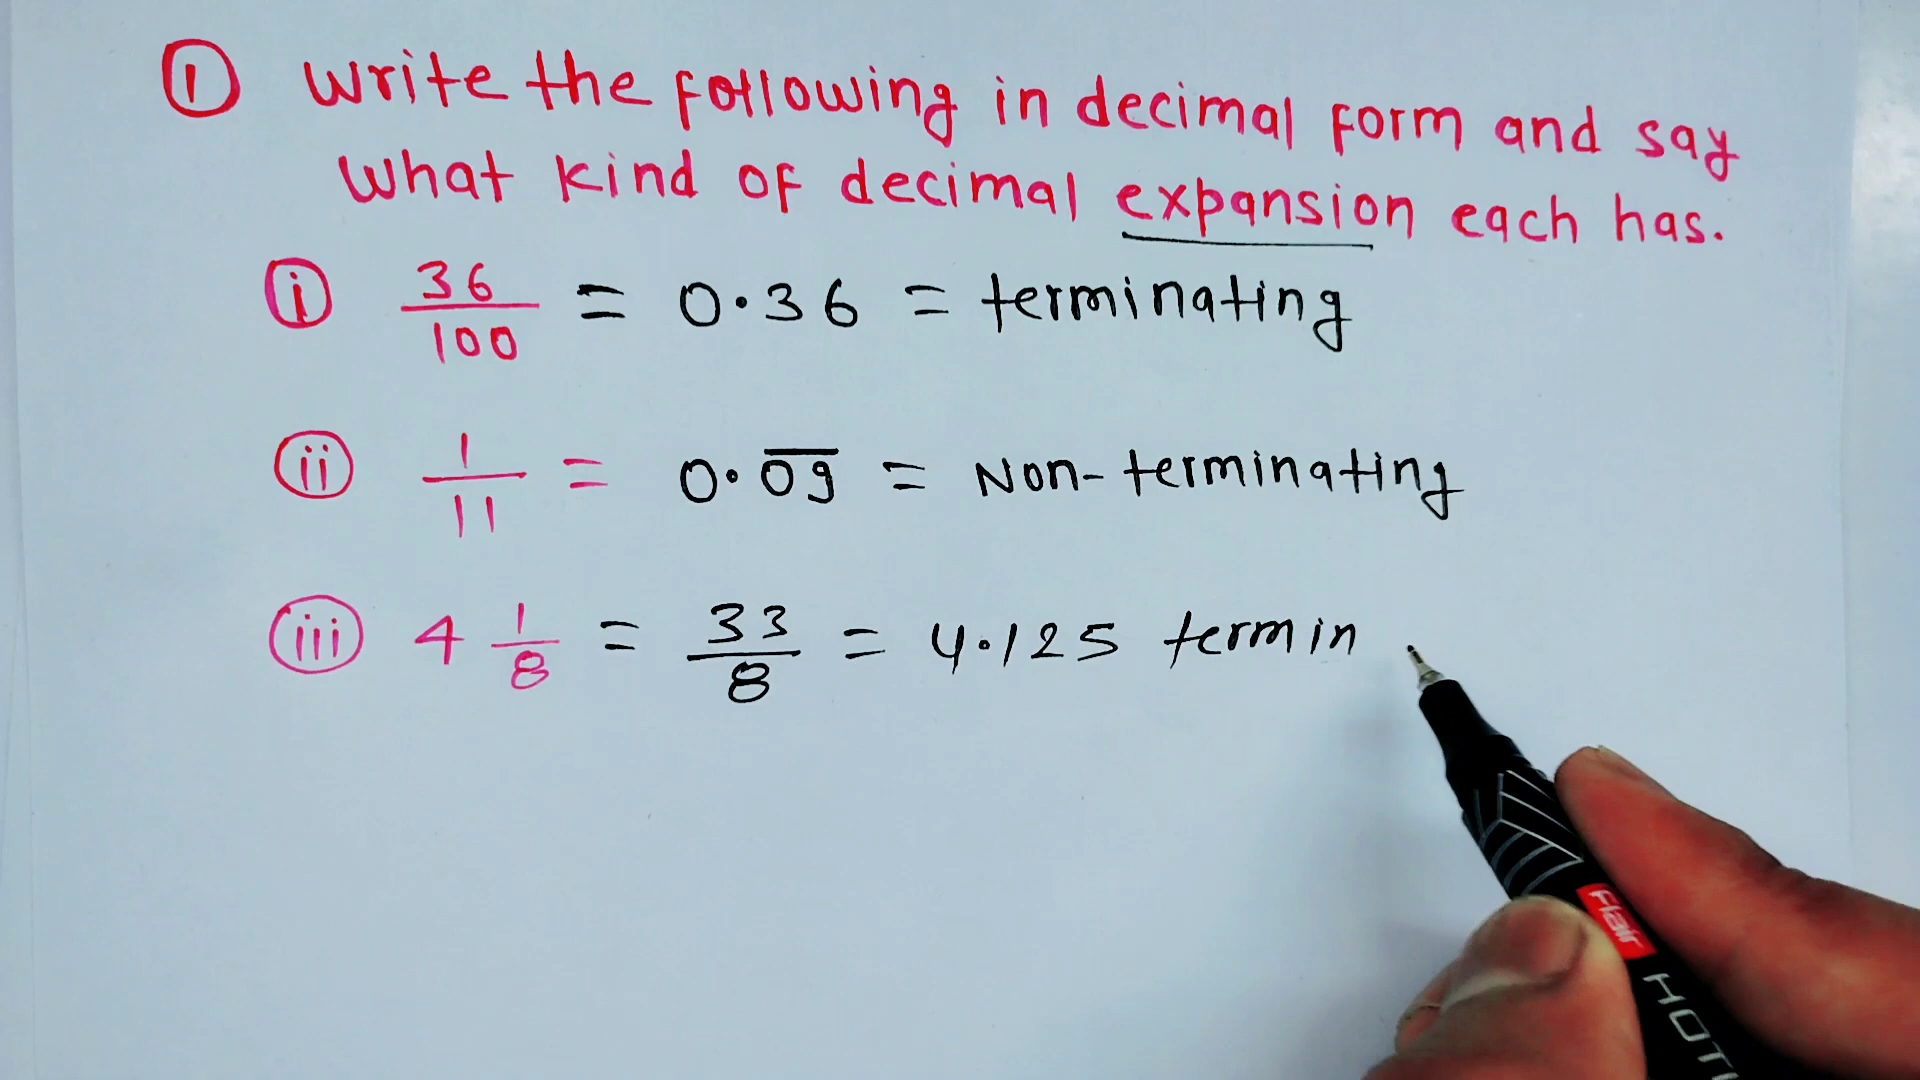 ① Write the following in decimal form and say
what kind of decimal expansion each has.
ⓘ 36/100 = 0.36 = terminating
ⓘⓘ 1/11 = 0.0̅9̅ = Non-terminating
ⓘⓘⓘ 4 1/8 = 33/8 = 4.125 termin
Flair
HOT